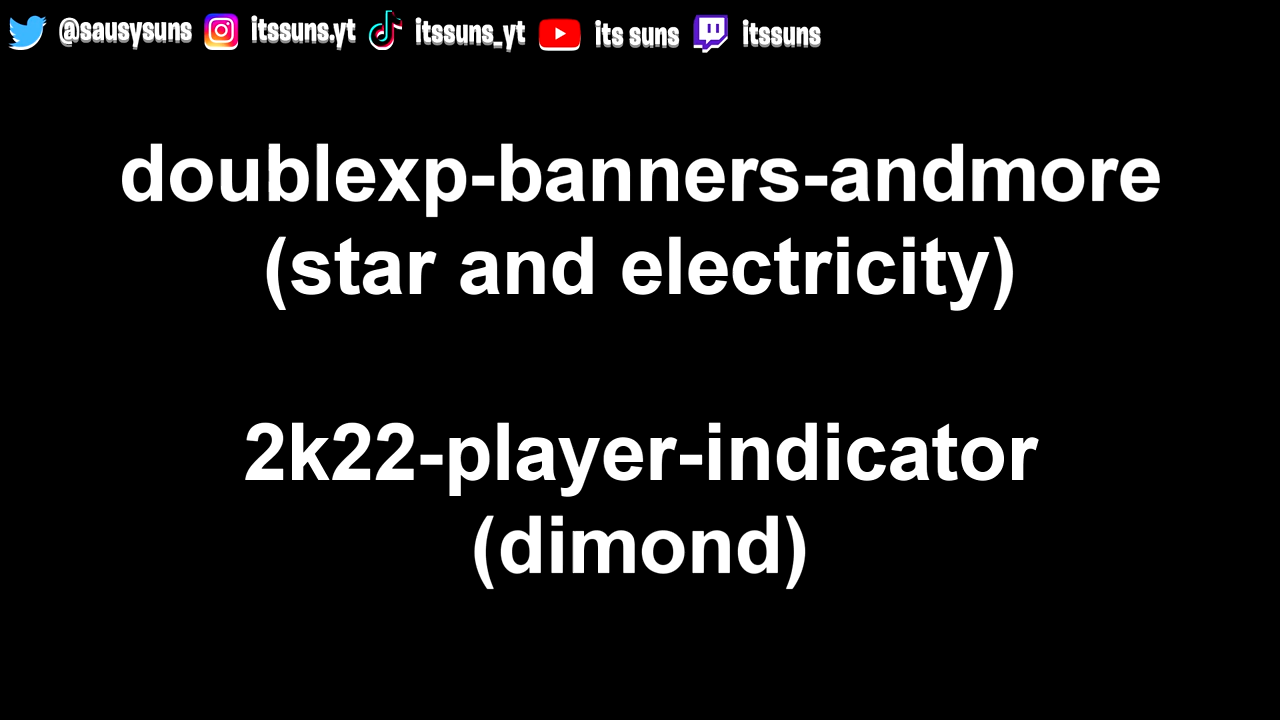 @sausysuns itssuns.yt itssuns_yt its suns itssuns
doublexp-banners-andmore
(star and electricity)
2k22-player-indicator
(dimond)